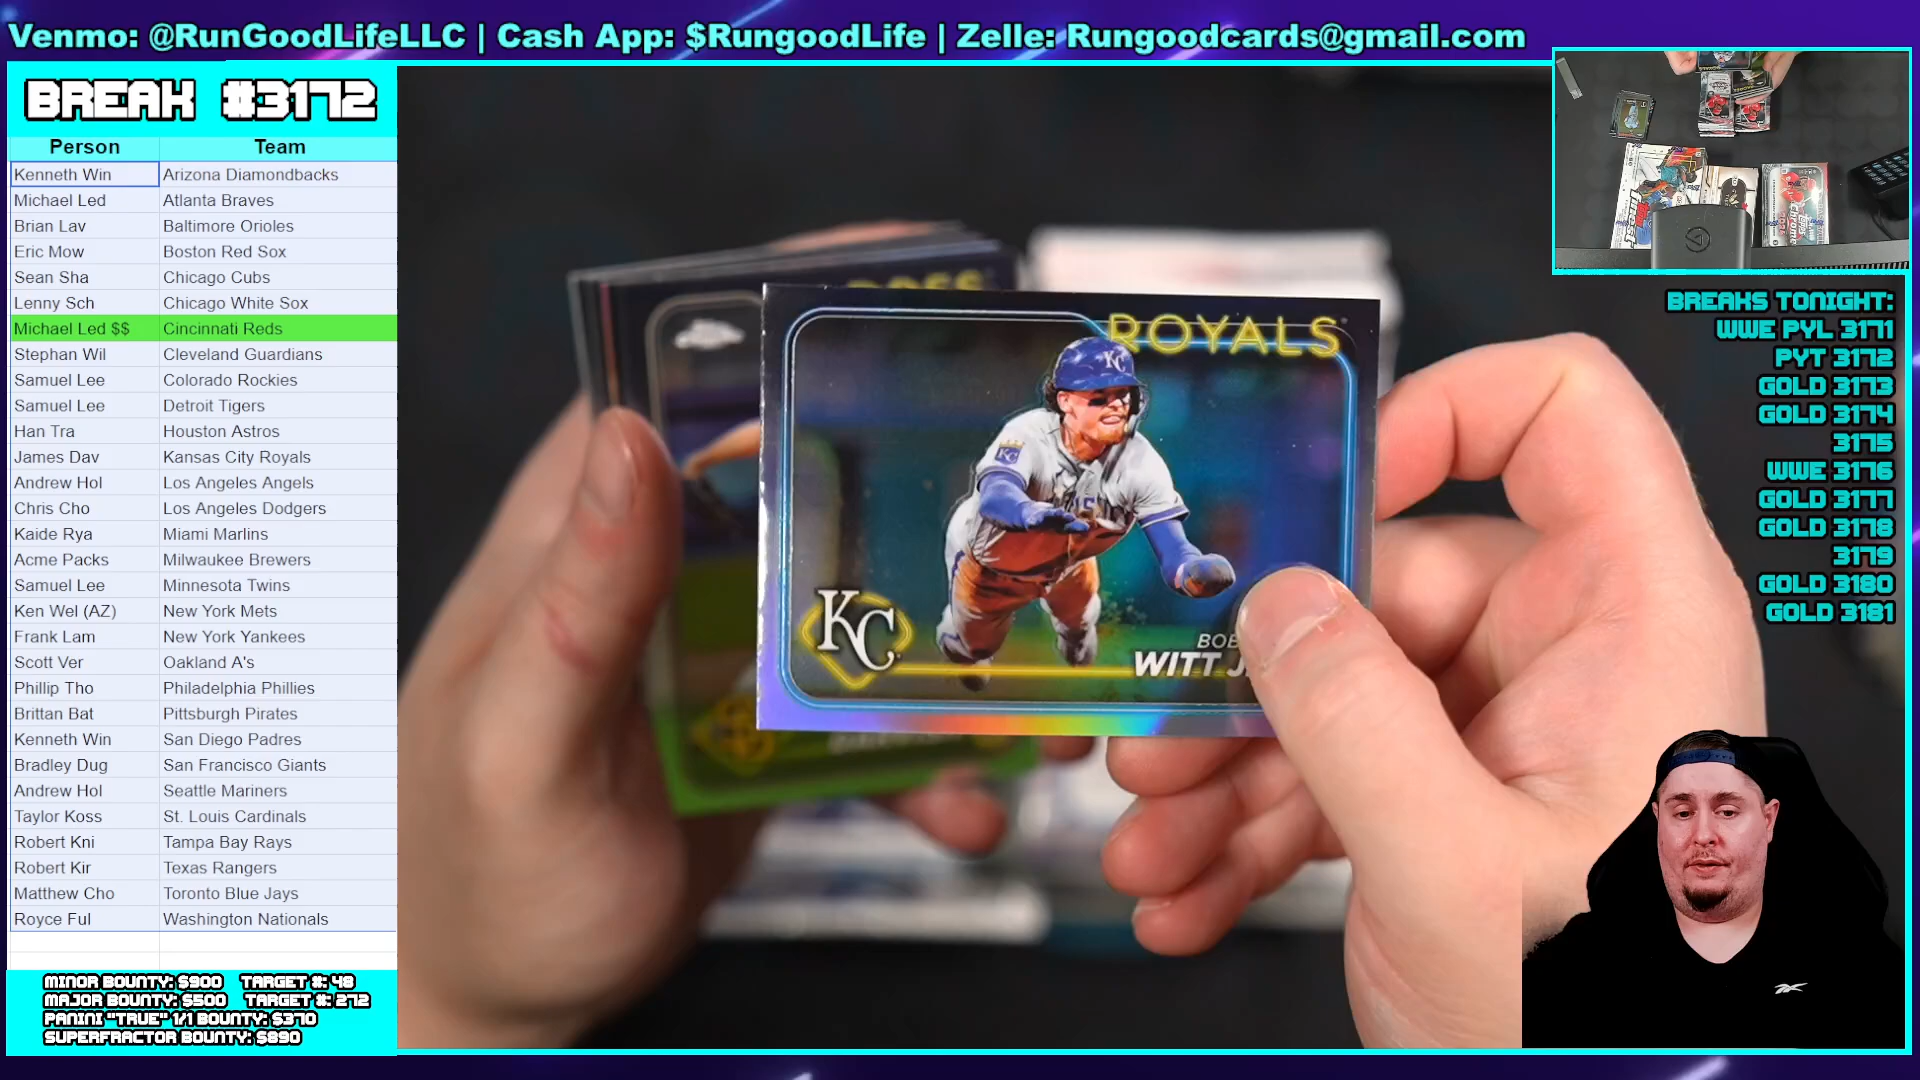 Venmo: @RunGoodLifeLLC | Cash App: $RungoodLife | Zelle: Rungoodcards@gmail.com
BREAK #3172
Person Team
Kenneth Win Arizona Diamondbacks
Michael Led Atlanta Braves
Brian Lav Baltimore Orioles
Eric Mow Boston Red Sox
Sean Sha Chicago Cubs
Lenny Sch Chicago White Sox
Michael Led $$ Cincinnati Reds
Stephan Wil Cleveland Guardians
Samuel Lee Colorado Rockies
Samuel Lee Detroit Tigers
Han Tra Houston Astros
James Dav Kansas City Royals
Andrew Hol Los Angeles Angels
Chris Cho Los Angeles Dodgers
Kaide Rya Miami Marlins
Acme Packs Milwaukee Brewers
Samuel Lee Minnesota Twins
Ken Wel (AZ) New York Mets
Frank Lam New York Yankees
Scott Ver Oakland A's
Phillip Tho Philadelphia Phillies
Brittan Bat Pittsburgh Pirates
Kenneth Win San Diego Padres
Bradley Dug San Francisco Giants
Andrew Hol Seattle Mariners
Taylor Koss St. Louis Cardinals
Robert Kni Tampa Bay Rays
Robert Kir Texas Rangers
Matthew Cho Toronto Blue Jays
Royce Ful Washington Nationals
MINOR BOUNTY: $900 TARGET #: 48
MAJOR BOUNTY: $500 TARGET #: 272
PANINI "TRUE" 1/1 BOUNTY: $370
SUPERFRACTOR BOUNTY: $890
ROYALS
KC
KC
KC
BOB
WITT J
BREAKS TONIGHT:
WWE PYL 3171
PYT 3172
GOLD 3173
GOLD 3174
3175
WWE 3176
GOLD 3177
GOLD 3178
3179
GOLD 3180
GOLD 3181